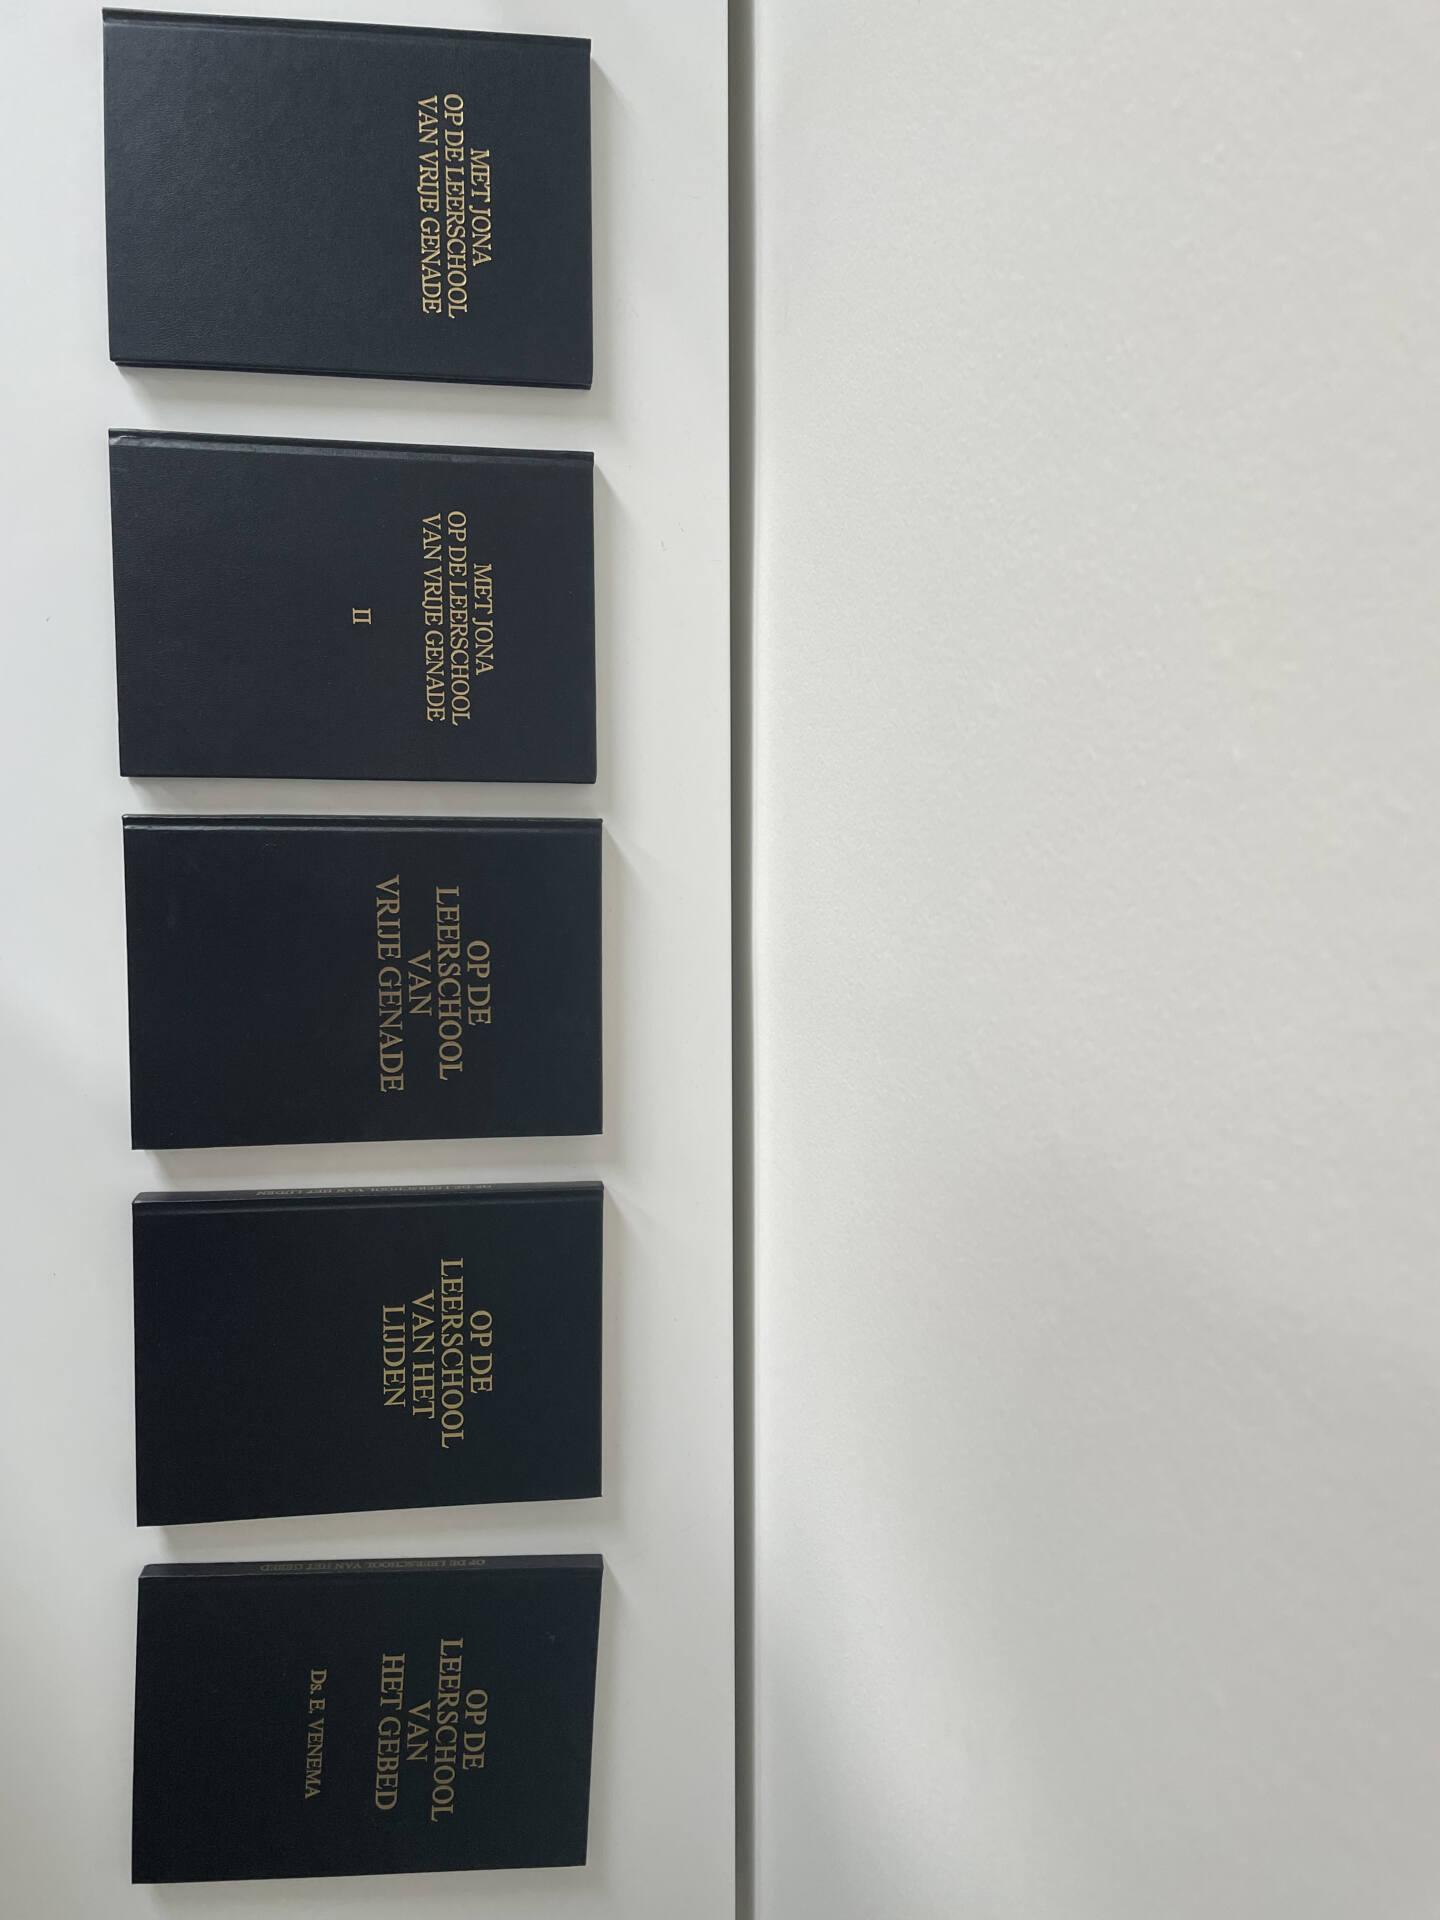 MET JONA
OP DE LEERSCHOOL
VAN VRIJE GENADE
MET JONA
OP DE LEERSCHOOL
VAN VRIJE GENADE
II
OP DE
LEERSCHOOL
VAN
VRIJE GENADE
OP DE LEERSCHOOL VAN HET LIJDEN
OP DE
LEERSCHOOL
VAN HET
LIJDEN
OP DE LEERSCHOOL VAN HET GEBED
OP DE
LEERSCHOOL
VAN
HET GEBED
Ds. E. VENEMA